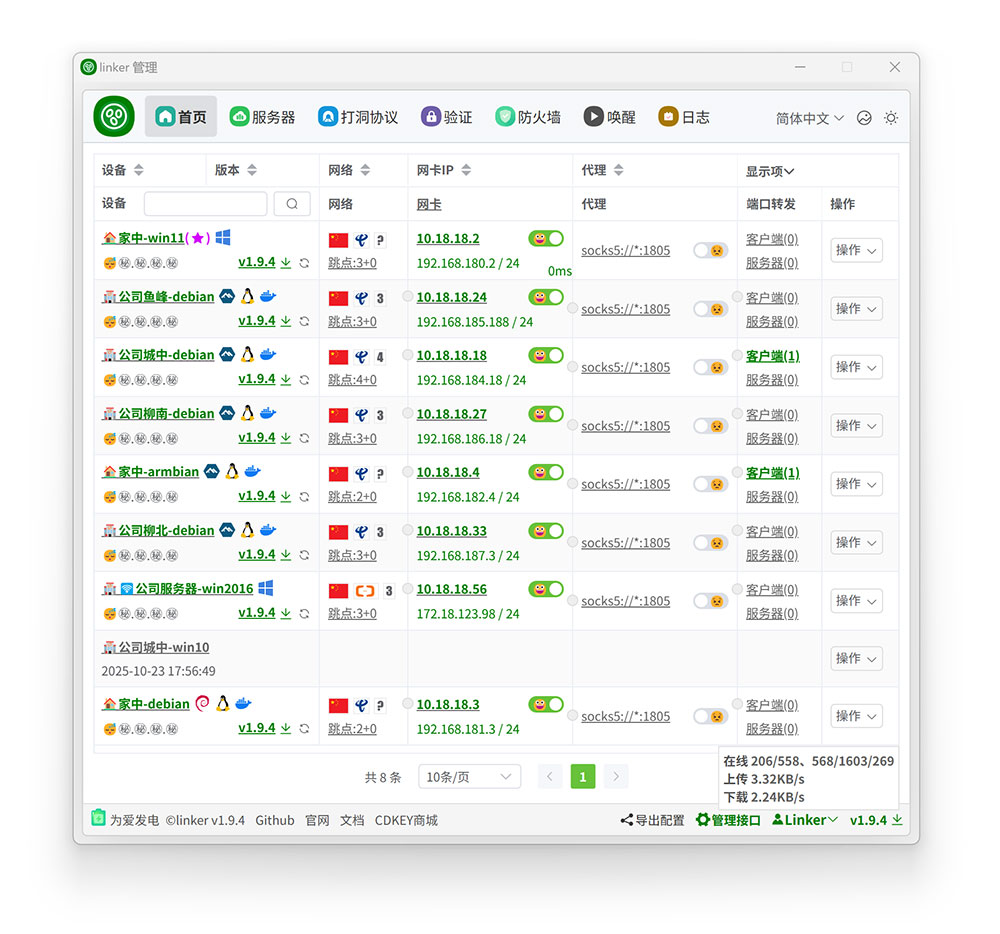 linker 管理
首页 服务器 打洞协议 验证 防火墙 唤醒 日志 简体中文
设备 版本 网络 网卡IP 代理 显示项
设备 网络 网卡 代理 端口转发 操作
家中-win11(★) ? 10.18.18.2 socks5://*:1805 客户端(0) 操作
㊙.㊙.㊙.㊙ v1.9.4 跳点:3+0 192.168.180.2 / 24 服务器(0)
0ms
公司鱼峰-debian 3 10.18.18.24 socks5://*:1805 客户端(0) 操作
㊙.㊙.㊙.㊙ v1.9.4 跳点:3+0 192.168.185.188 / 24 服务器(0)
公司城中-debian 4 10.18.18.18 socks5://*:1805 客户端(1) 操作
㊙.㊙.㊙.㊙ v1.9.4 跳点:4+0 192.168.184.18 / 24 服务器(0)
公司柳南-debian 3 10.18.18.27 socks5://*:1805 客户端(0) 操作
㊙.㊙.㊙.㊙ v1.9.4 跳点:3+0 192.168.186.18 / 24 服务器(0)
家中-armbian ? 10.18.18.4 socks5://*:1805 客户端(1) 操作
㊙.㊙.㊙.㊙ v1.9.4 跳点:2+0 192.168.182.4 / 24 服务器(0)
公司柳北-debian 3 10.18.18.33 socks5://*:1805 客户端(0) 操作
㊙.㊙.㊙.㊙ v1.9.4 跳点:3+0 192.168.187.3 / 24 服务器(0)
公司服务器-win2016 3 10.18.18.56 socks5://*:1805 客户端(0) 操作
㊙.㊙.㊙.㊙ v1.9.4 跳点:3+0 172.18.123.98 / 24 服务器(0)
公司城中-win10 操作
2025-10-23 17:56:49
家中-debian ? 10.18.18.3 socks5://*:1805 客户端(0) 操作
㊙.㊙.㊙.㊙ v1.9.4 跳点:2+0 192.168.181.3 / 24 服务器(0)
共 8 条 10条/页 1
在线 206/558、568/1603/269
上传 3.32KB/s
下载 2.24KB/s
为爱发电 ©linker v1.9.4 Github 官网 文档 CDKEY商城 导出配置 管理接口 Linker v1.9.4